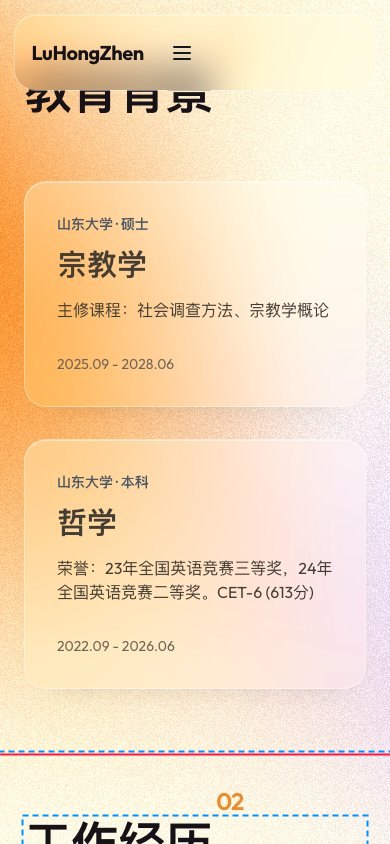 LuHongZhen
教育背景
山东大学·硕士
宗教学
主修课程：社会调查方法、宗教学概论
2025.09 - 2028.06
山东大学·本科
哲学
荣誉：23年全国英语竞赛三等奖，24年
全国英语竞赛二等奖。CET-6 (613分)
2022.09 - 2026.06
02
工作经历